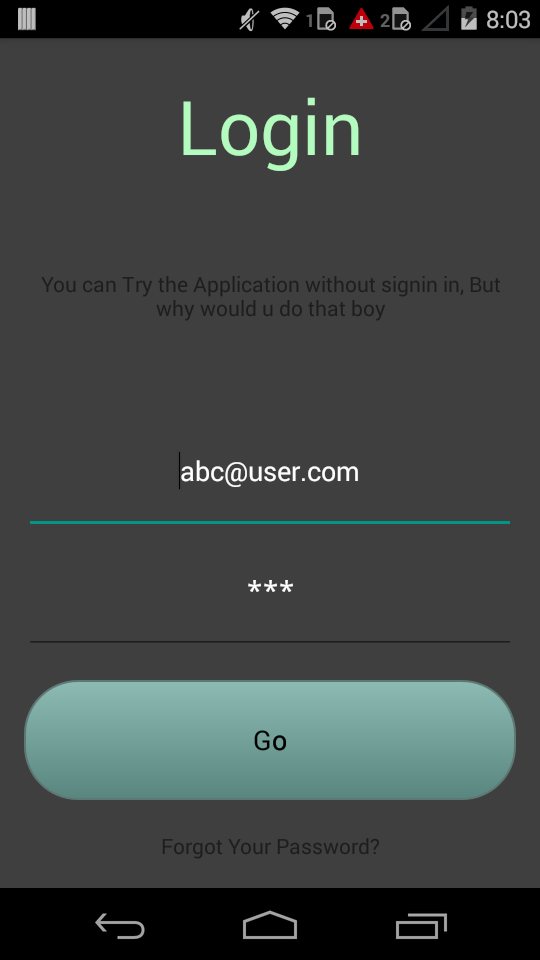 1 2 8:03
Login
You can Try the Application without signin in, But
why would u do that boy
abc@user.com
***
Go
Forgot Your Password?